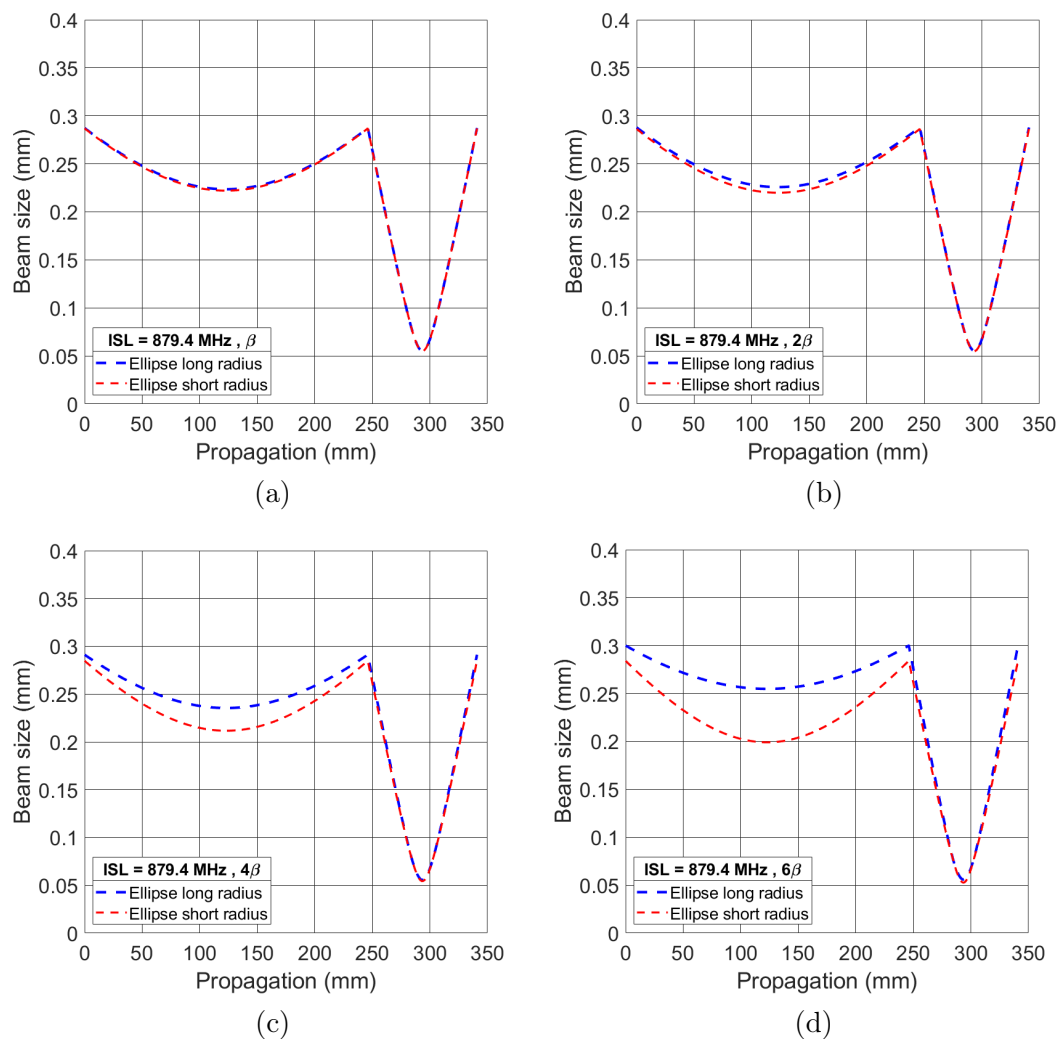 0.4
0.35
0.3
0.25
0.2
0.15
0.1
0.05
0
Beam size (mm)
ISL = 879.4 MHz , β
Ellipse long radius
Ellipse short radius
0 50 100 150 200 250 300 350
Propagation (mm)
(a)
0.4
0.35
0.3
0.25
0.2
0.15
0.1
0.05
0
Beam size (mm)
ISL = 879.4 MHz , 2β
Ellipse long radius
Ellipse short radius
0 50 100 150 200 250 300 350
Propagation (mm)
(b)
0.4
0.35
0.3
0.25
0.2
0.15
0.1
0.05
0
Beam size (mm)
ISL = 879.4 MHz , 4β
Ellipse long radius
Ellipse short radius
0 50 100 150 200 250 300 350
Propagation (mm)
(c)
0.4
0.35
0.3
0.25
0.2
0.15
0.1
0.05
0
Beam size (mm)
ISL = 879.4 MHz , 6β
Ellipse long radius
Ellipse short radius
0 50 100 150 200 250 300 350
Propagation (mm)
(d)